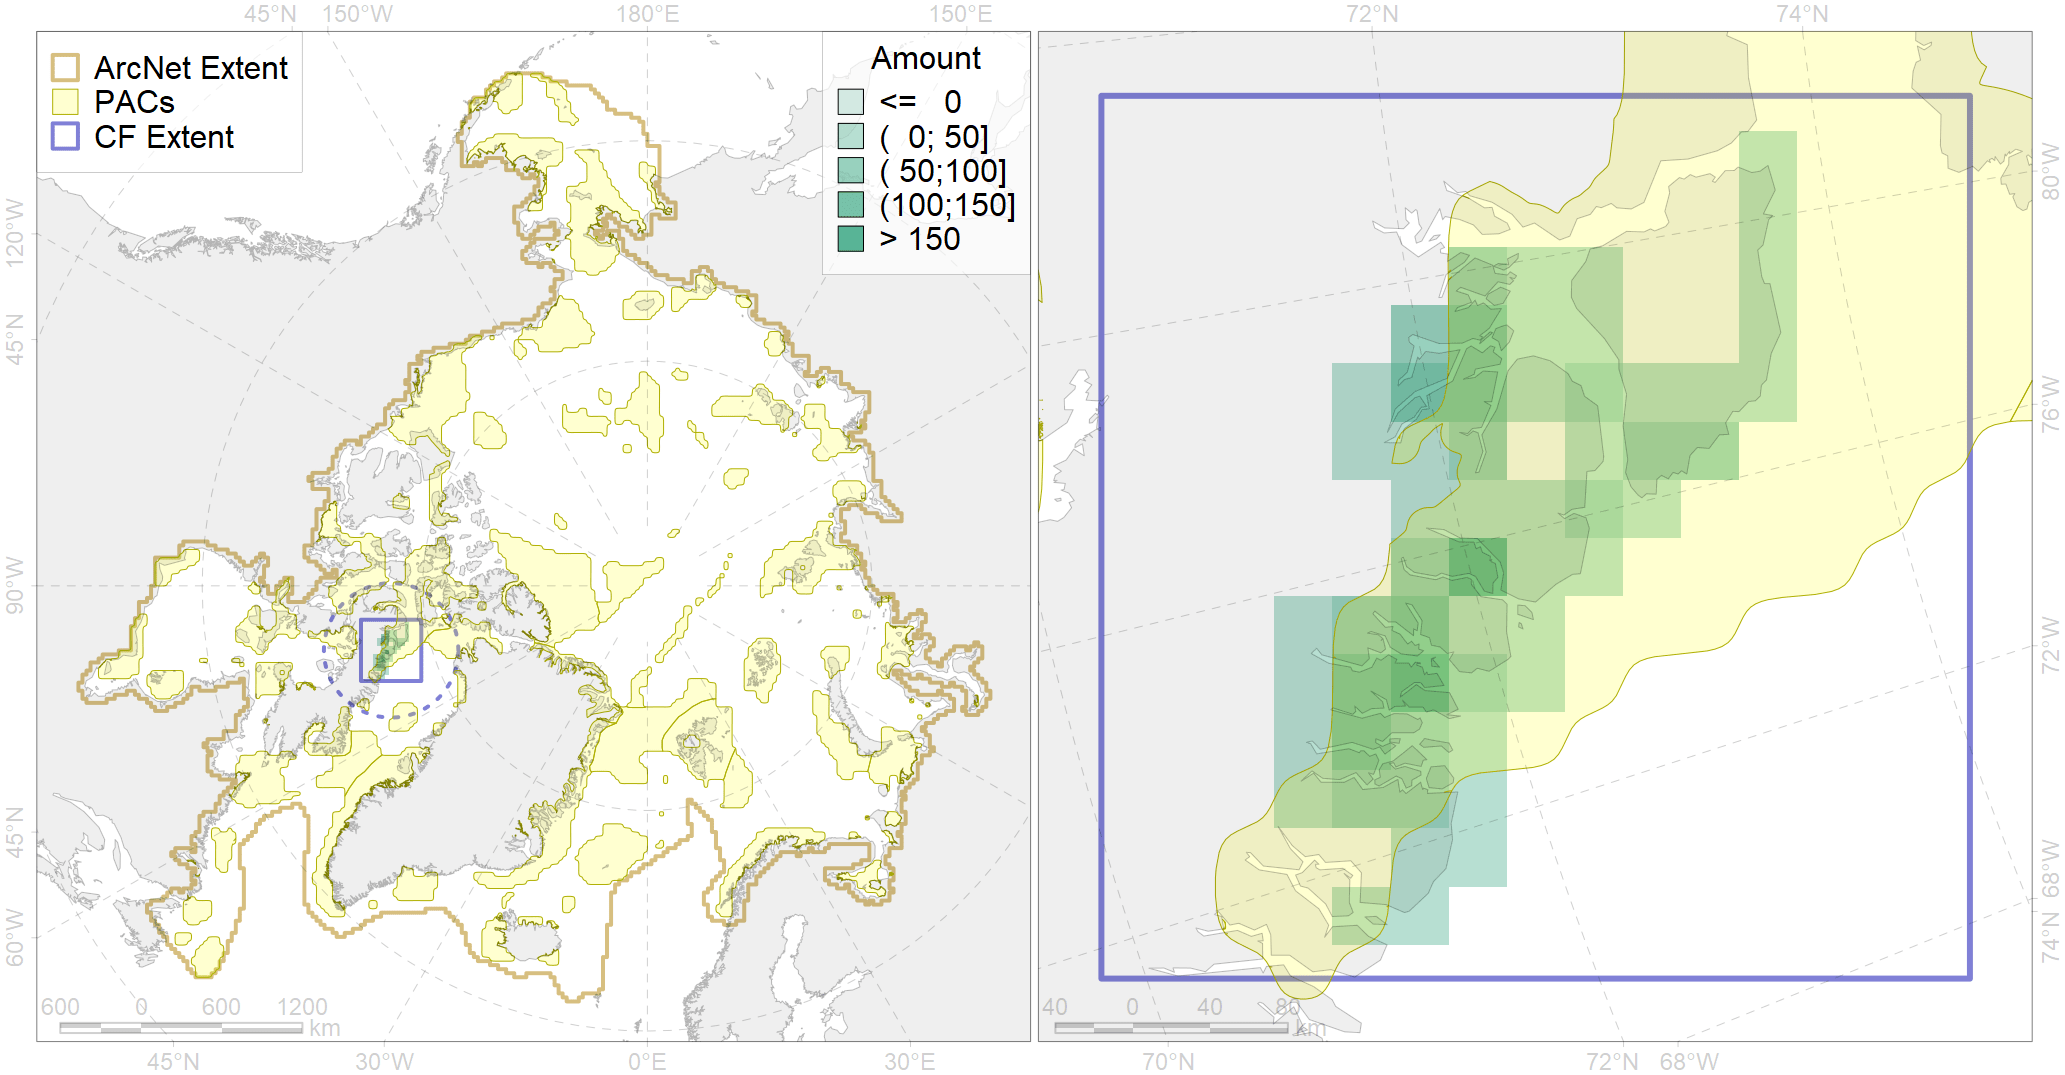 45°N 150°W 180°E 150°E 72°N 74°N
ArcNet Extent
PACs
CF Extent
Amount
<= 0
( 0; 50]
( 50;100]
(100;150]
> 150
120°W
45°N
90°W
45°N
60°W
80°W
76°W
72°W
68°W
74°N
600 0 600 1200
km
40 0 40 80
km
45°N 30°W 0°E 30°E 70°N 72°N 68°W